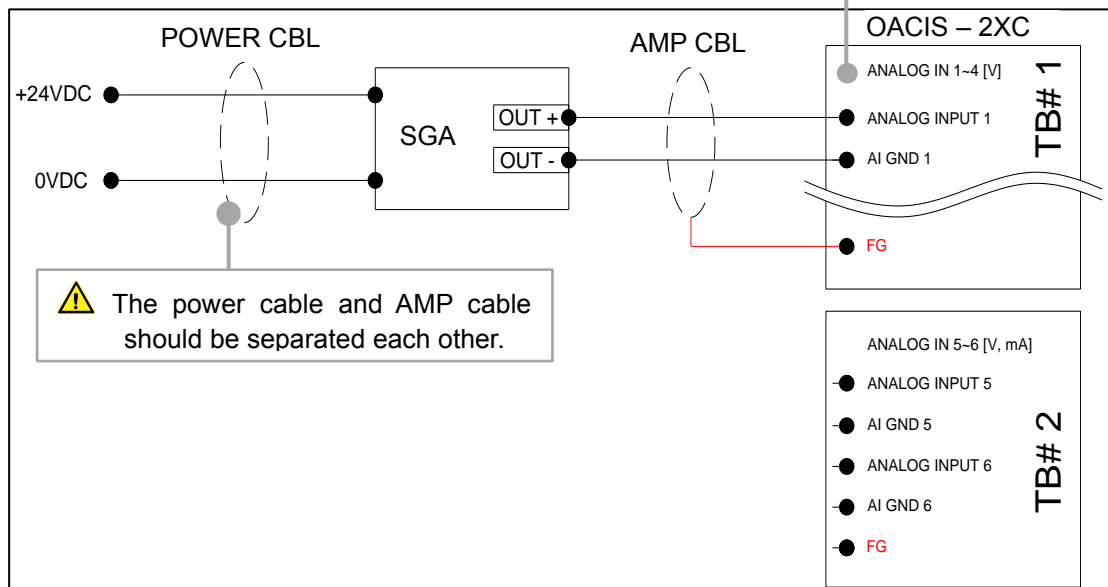 POWER CBL
AMP CBL
OACIS – 2XC
+24VDC
0VDC
SGA
OUT +
OUT -
ANALOG IN 1~4 [V]
ANALOG INPUT 1
AI GND 1
FG
TB# 1
The power cable and AMP cable
should be separated each other.
ANALOG IN 5~6 [V, mA]
ANALOG INPUT 5
AI GND 5
ANALOG INPUT 6
AI GND 6
FG
TB# 2